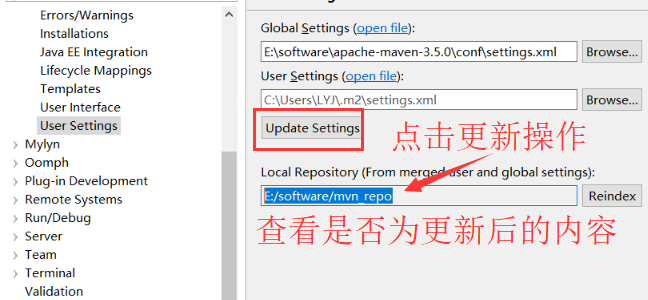 Errors/Warnings
Installations
Java EE Integration
Lifecycle Mappings
Templates
User Interface
User Settings
Mylyn
Oomph
Plug-in Development
Remote Systems
Run/Debug
Server
Team
Terminal
Validation
Global Settings (open file):
E:\software\apache-maven-3.5.0\conf\settings.xml
Browse...
User Settings (open file):
C:\Users\LYJ\.m2\settings.xml
Browse...
Update Settings
点击更新操作
Local Repository (From merged user and global settings):
E:/software/mvn_repo
Reindex
查看是否为更新后的内容